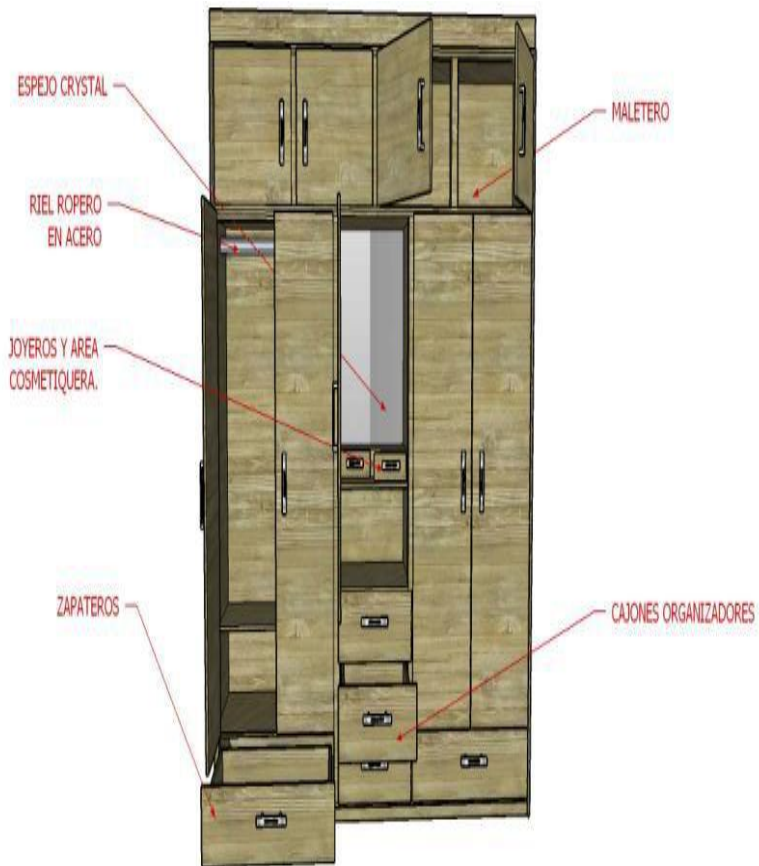 ESPEJO CRYSTAL
MALETERO
RIEL ROPERO
EN ACERO
JOYEROS Y AREA
COSMETIQUERA.
ZAPATEROS
CAJONES ORGANIZADORES